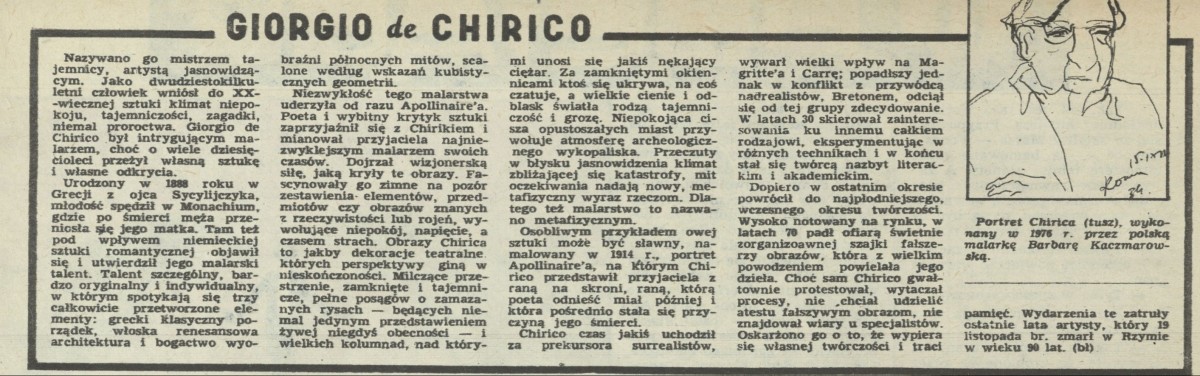 GIORGIO de CHIRICO
Nazywano go mistrzem ta-
jemnicy, artystą jasnowidzą-
cym. Jako dwudziestokilku-
letni człowiek wniósł do XX-
-wiecznej sztuki klimat niepo-
koju, tajemniczości, zagadki,
niemal proroctwa. Giorgio de
Chirico był intrygującym ma-
larzem, choć o wiele dziesię-
cioleci przeżył własną sztukę
i własne odkrycia.
Urodzony w 1888 roku w
Grecji z ojca Sycylijczyka,
młodość spędził w Monachium,
gdzie po śmierci męża prze-
niosła się jego matka. Tam też
pod wpływem niemieckiej
sztuki romantycznej objawił
się i utwierdził jego malarski
talent. Talent szczególny, bar-
dzo oryginalny i indywidualny,
w którym spotykają się trzy
całkowicie przetworzone ele-
menty: grecki klasyczny po-
rządek, włoska renesansowa
architektura i bogactwo wyo-
braźni północnych mitów, sca-
lone według wskazań kubisty-
cznych geometrii.
Niezwykłość tego malarstwa
uderzyła od razu Apollinaire'a.
Poeta i wybitny krytyk sztuki
zaprzyjaźnił się z Chirikiem i
mianował przyjaciela najnie-
zwyklejszym malarzem swoich
czasów. Dojrzał wizjonerską
siłę, jaką kryły te obrazy. Fa-
scynowały go zimne na pozór
zestawienia elementów, przed-
miotów czy obrazów znanych
z rzeczywistości lub rojeń, wy-
wołujące niepokój, napięcie, a
czasem strach. Obrazy Chirica
to jakby dekoracje teatralne
których perspektywy giną w
nieskończoności. Milczące prze-
strzenie, zamknięte i tajemni-
cze, pełne posągów o zamaza-
nych rysach — będących nie-
mal jedynym przedstawieniem
żywej niegdyś obecności — i
wielkich kolumnad, nad który-
mi unosi się jakiś nękający
ciężar. Za zamkniętymi okien-
nicami ktoś się ukrywa, na coś
czatuje, a wielkie cienie i od-
blask światła rodzą tajemni-
czość i grozę. Niepokojąca ci-
sza opustoszałych miast przy-
wołuje atmosferę archeologicz-
nego wykopaliska. Przeczuty
w błysku jasnowidzenia klimat
zbliżającej się katastrofy, mit
oczekiwania nadają nowy, me-
tafizyczny wyraz rzeczom. Dla-
tego też malarstwo to nazwa-
no metafizycznym.
Osobliwym przykładem owej
sztuki może być sławny, na-
malowany w 1914 r., portret
Apollinaire'a, na którym Chi-
rico przedstawił przyjaciela z
raną na skroni, raną, którą
poeta odnieść miał później i
która pośrednio stała się przy-
czyną jego śmierci.
Chirico czas jakiś uchodził
za prekursora surrealistów,
wywarł wielki wpływ na Ma-
gritte'a i Carrę; popadłszy jed-
nak w konflikt z przywódcą
nadrealistów, Bretonem, odciął
się od tej grupy zdecydowanie.
W latach 30 skierował zaintere-
sowania ku innemu całkiem
rodzajowi, eksperymentując w
różnych technikach i w końcu
stał się twórcą nazbyt literac-
kim i akademickim.
Dopiero w ostatnim okresie
powrócił do najpłodniejszego,
wczesnego okresu twórczości.
Wysoko notowany na rynku, w
latach 70 padł ofiarą świetnie
zorganizoawnej szajki fałsze-
rzy obrazów, która z wielkim
powodzeniem powielała jego
dzieła. Choć sam Chirico gwał-
townie protestował, wytaczał
procesy, nie chciał udzielić
atestu fałszywym obrazom, nie
znajdował wiary u specjalistów.
Oskarżono go o to, że wypiera
się własnej twórczości i traci
Portret Chirica (tusz), wyko-
nany w 1976 r. przez polską
malarkę Barbarę Kaczmarow-
ską.
pamięć. Wydarzenia te zatruły
ostatnie lata artysty, który 19
listopada br. zmarł w Rzymie
w wieku 90 lat. (bł)